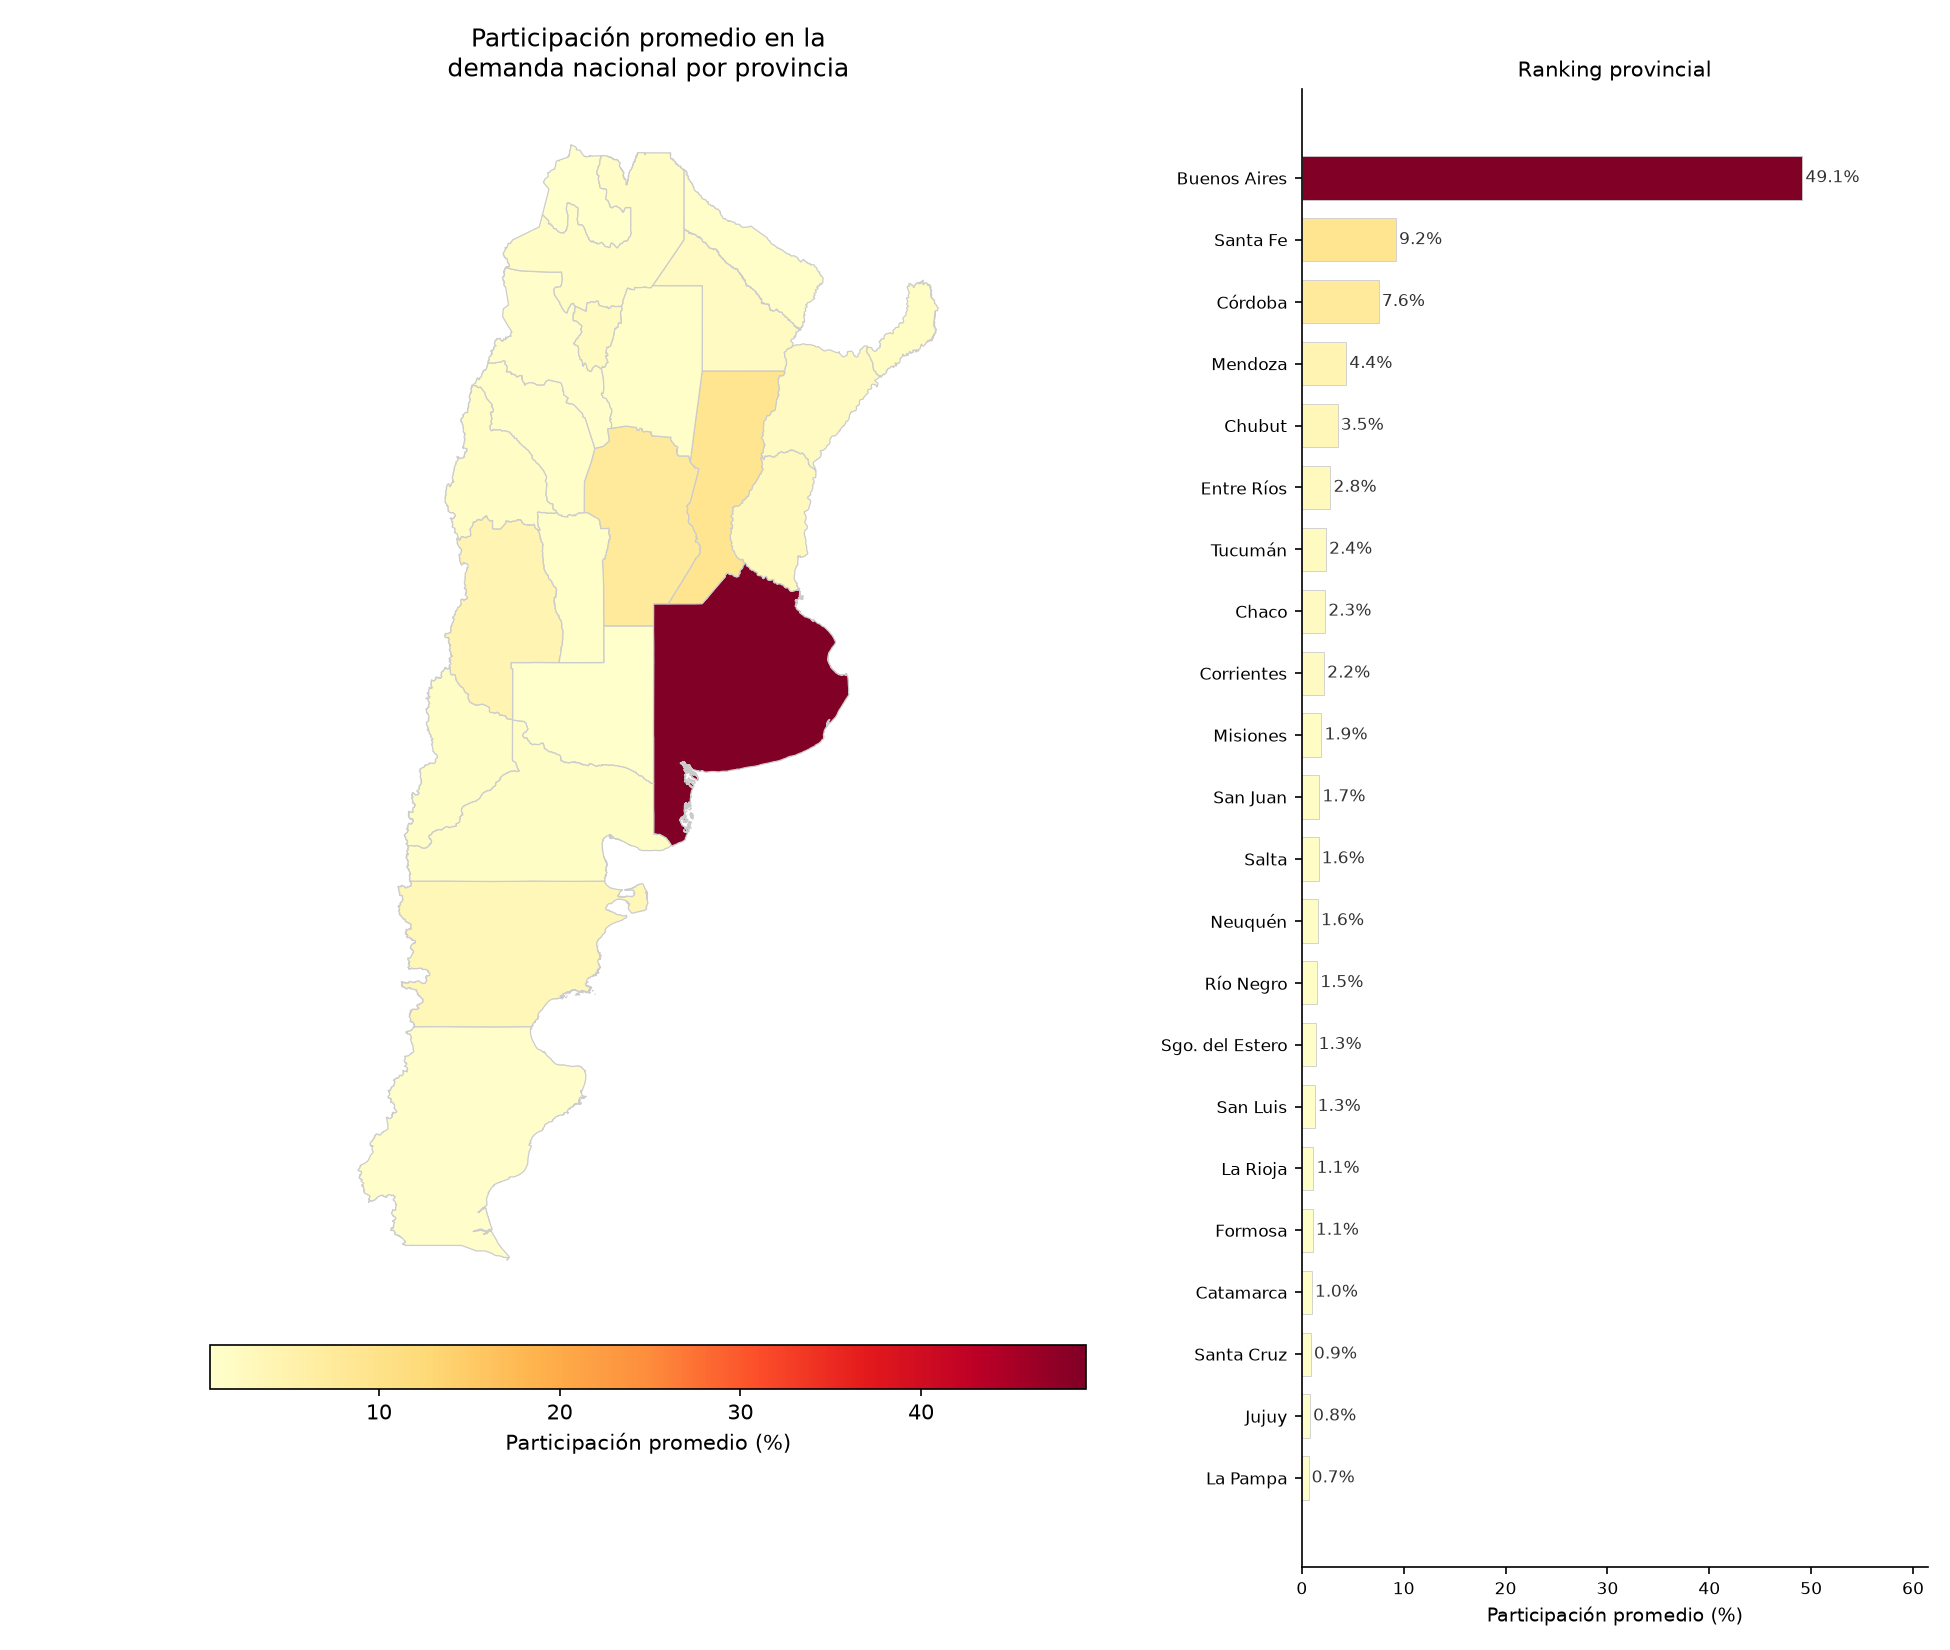 Participación promedio en la
demanda nacional por provincia
10
20
30
40
Participación promedio (%)
Ranking provincial
Buenos Aires 49.1%
Santa Fe 9.2%
Córdoba 7.6%
Mendoza 4.4%
Chubut 3.5%
Entre Ríos 2.8%
Tucumán 2.4%
Chaco 2.3%
Corrientes 2.2%
Misiones 1.9%
San Juan 1.7%
Salta 1.6%
Neuquén 1.6%
Río Negro 1.5%
Sgo. del Estero 1.3%
San Luis 1.3%
La Rioja 1.1%
Formosa 1.1%
Catamarca 1.0%
Santa Cruz 0.9%
Jujuy 0.8%
La Pampa 0.7%
0 10 20 30 40 50 60
Participación promedio (%)